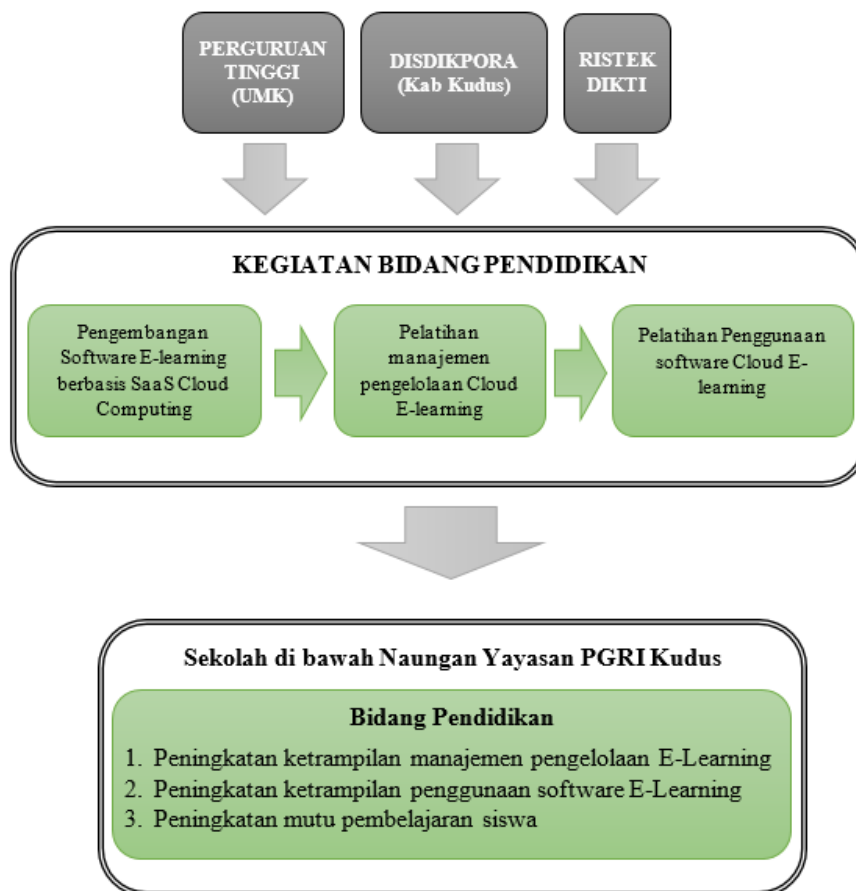 PERGURUAN
TINGGI
(UMK)
DISDIKPORA
(Kab Kudus)
RISTEK
DIKTI
KEGIATAN BIDANG PENDIDIKAN
Pengembangan
Software E-learning
berbasis SaaS Cloud
Computing
Pelatihan
manajemen
pengelolaan Cloud
E-learning
Pelatihan Penggunaan
software Cloud E-
learning
Sekolah di bawah Naungan Yayasan PGRI Kudus
Bidang Pendidikan
1. Peningkatan ketrampilan manajemen pengelolaan E-Learning
2. Peningkatan ketrampilan penggunaan software E-Learning
3. Peningkatan mutu pembelajaran siswa